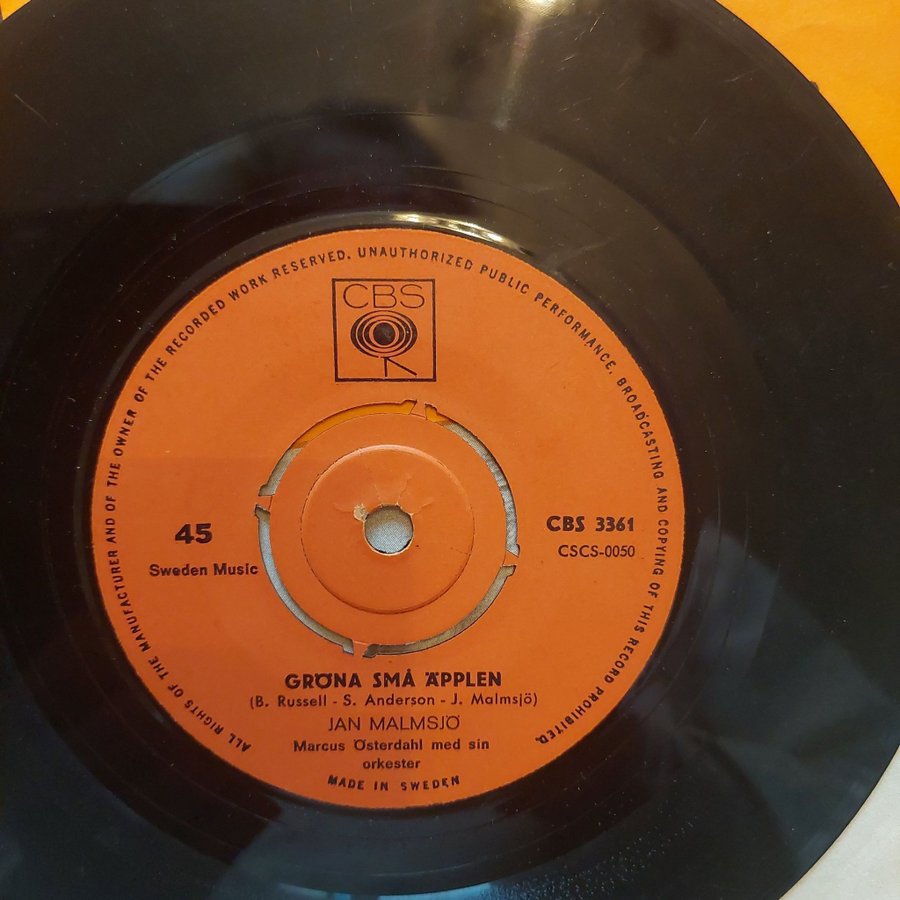 ALL RIGHTS OF THE MANUFACTURER AND OF THE OWNER OF THE RECORDED WORK RESERVED. UNAUTHORIZED PUBLIC PERFORMANCE, BROADCASTING AND COPYING OF THIS RECORD PROHIBITED.
CBS
45
CBS 3361
CSCS-0050
Sweden Music
GRÖNA SMÅ ÄPPLEN
(B. Russell - S. Anderson - J. Malmsjö)
JAN MALMSJÖ
Marcus Österdahl med sin
orkester
MADE IN SWEDEN